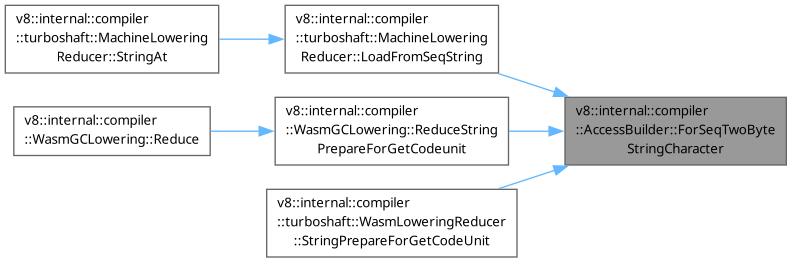 v8::internal::compiler
::turboshaft::MachineLowering
Reducer::StringAt
v8::internal::compiler
::turboshaft::MachineLowering
Reducer::LoadFromSeqString
v8::internal::compiler
::WasmGCLowering::Reduce
v8::internal::compiler
::WasmGCLowering::ReduceString
PrepareForGetCodeunit
v8::internal::compiler
::AccessBuilder::ForSeqTwoByte
StringCharacter
v8::internal::compiler
::turboshaft::WasmLoweringReducer
::StringPrepareForGetCodeUnit